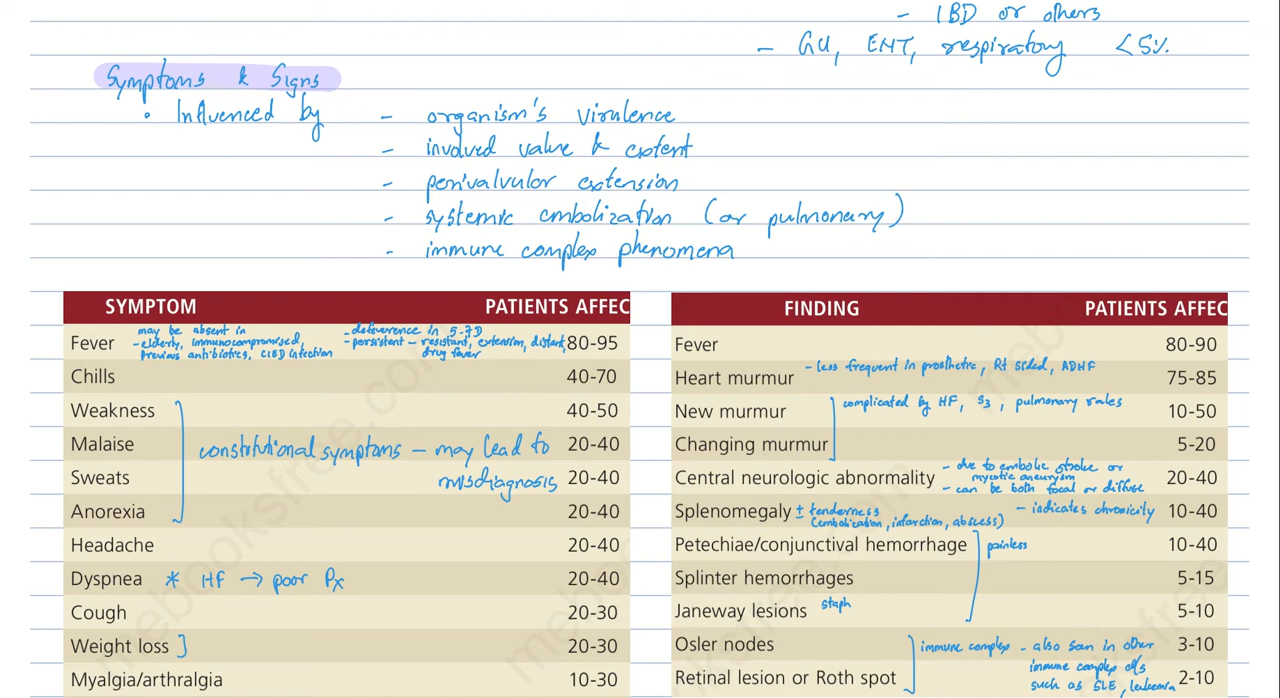 - IBD or others
- GU, ENT, respiratory <5%
Symptoms & Signs
• Influenced by - organism's virulence
- involved valve & extent
- perivalvular extension
- systemic embolization (or pulmonary)
- immune complex phenomena
SYMPTOM PATIENTS AFFEC
Fever may be absent in - elderly, immunocompromised, previous antibiotics, CIED infection - defeverence in 5-7D - persistent - resistant, extension, distant, drug fever 80-95
Chills 40-70
Weakness 40-50
Malaise 20-40
constitutional symptoms - may lead to misdiagnosis
Sweats 20-40
Anorexia 20-40
Headache 20-40
Dyspnea * HF → poor Px 20-40
Cough 20-30
Weight loss ] 20-30
Myalgia/arthralgia 10-30
FINDING PATIENTS AFFEC
Fever 80-90
Heart murmur - less frequent in prosthetic, Rt sided, ADHF 75-85
New murmur complicated by HF, S3, pulmonary rales 10-50
Changing murmur 5-20
Central neurologic abnormality - due to embolic stroke or mycotic aneurysm - can be both focal or diffuse 20-40
Splenomegaly ± tenderness (embolization, infarction, abscess) - indicates chronicity 10-40
Petechiae/conjunctival hemorrhage painless 10-40
Splinter hemorrhages 5-15
Janeway lesions staph 5-10
Osler nodes immune complex - also seen in other 3-10
Retinal lesion or Roth spot immune complex d/s such as SLE, leukemia 2-10
mebooksfree.com